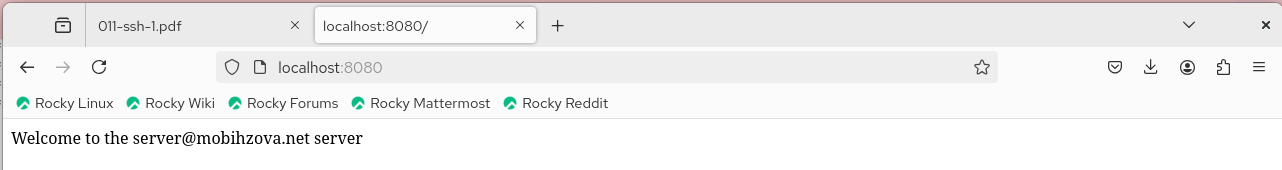 011-ssh-1.pdf
localhost:8080/
localhost:8080
Rocky Linux Rocky Wiki Rocky Forums Rocky Mattermost Rocky Reddit
Welcome to the server@mobihzova.net server